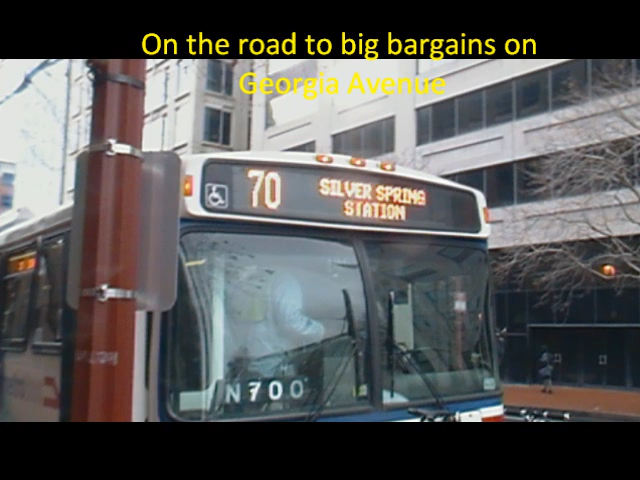 On the road to big bargains on
Georgia Avenue
70 SILVER SPRING
STATION
N700